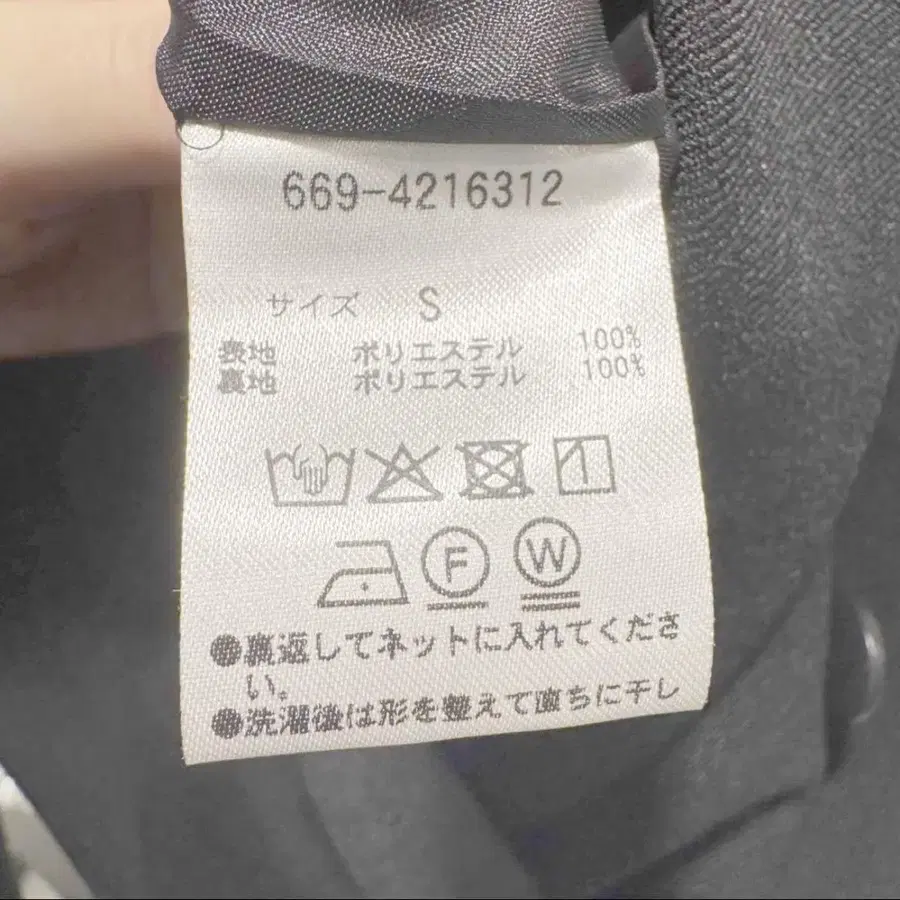 669-4216312
サイズ S
表地 ポリエステル 100%
裏地 ポリエステル 100%
F W
●裏返してネットに入れてくださ
い。
●洗濯後は形を整えて直ちに干し